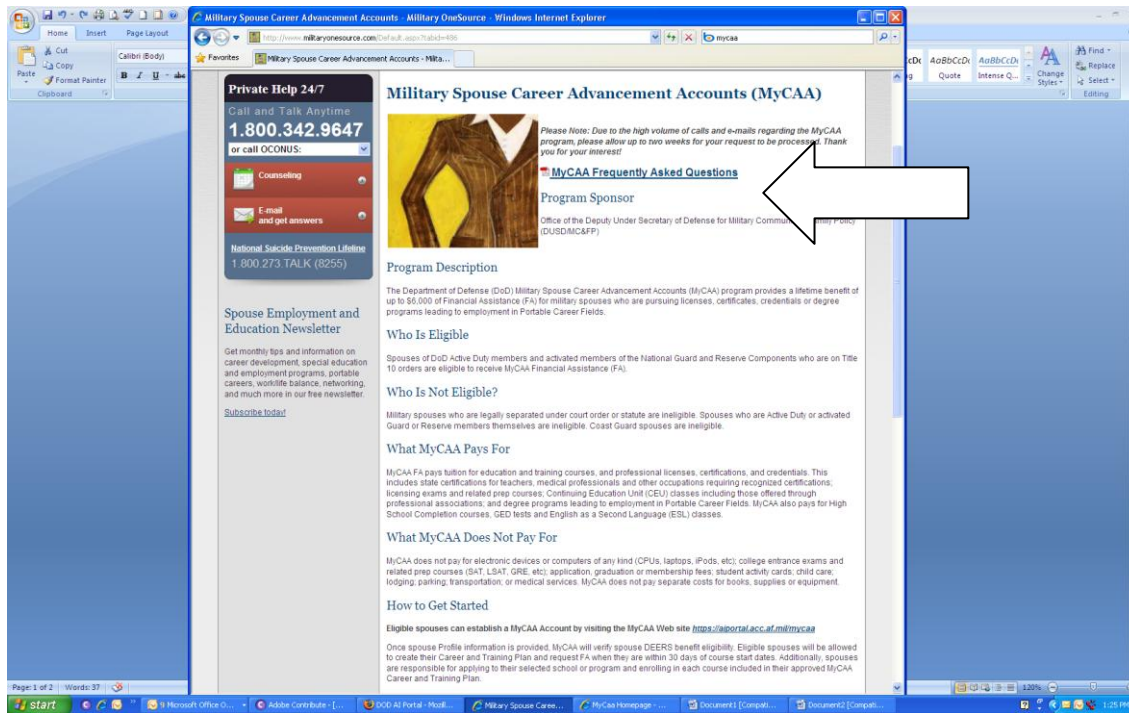 Military Spouse Career Advancement Accounts - Military OneSource - Windows Internet Explorer
Home Insert Page Layout
http://www.militaryonesource.com/Default.aspx?tabid=486
mycaa
Favorites Military Spouse Career Advancement Accounts - Milita...
Cut
Copy
Format Painter
Paste
Clipboard
Calibri (Body)
B I U abc
AaBbCcDc AaBbCcDc
Quote Intense Q...
Change
Styles
Find
Replace
Select
Editing
Private Help 24/7
Call and Talk Anytime
1.800.342.9647
or call OCONUS:
Counseling
E-mail
and get answers
National Suicide Prevention Lifeline
1.800.273.TALK (8255)
Spouse Employment and
Education Newsletter
Get monthly tips and information on
career development, special education
and employment programs, portable
careers, worklife balance, networking,
and much more in our free newsletter.
Subscribe today!
Military Spouse Career Advancement Accounts (MyCAA)
Please Note: Due to the high volume of calls and e-mails regarding the MyCAA
program, please allow up to two weeks for your request to be processed. Thank
you for your interest!
MyCAA Frequently Asked Questions
Program Sponsor
Office of the Deputy Under Secretary of Defense for Military Commun Family Policy
(DUSD/MC&FP)
Program Description
The Department of Defense (DoD) Military Spouse Career Advancement Accounts (MyCAA) program provides a lifetime benefit of
up to $6,000 of Financial Assistance (FA) for military spouses who are pursuing licenses, certificates, credentials or degree
programs leading to employment in Portable Career Fields.
Who Is Eligible
Spouses of DoD Active Duty members and activated members of the National Guard and Reserve Components who are on Title
10 orders are eligible to receive MyCAA Financial Assistance (FA).
Who Is Not Eligible?
Military spouses who are legally separated under court order or statute are ineligible. Spouses who are Active Duty or activated
Guard or Reserve members themselves are ineligible. Coast Guard spouses are ineligible.
What MyCAA Pays For
MyCAA FA pays tuition for education and training courses, and professional licenses, certifications, and credentials. This
includes state certifications for teachers, medical professionals and other occupations requiring recognized certifications;
licensing exams and related prep courses; Continuing Education Unit (CEU) classes including those offered through
professional associations; and degree programs leading to employment in Portable Career Fields. MyCAA also pays for High
School Completion courses, GED tests and English as a Second Language (ESL) classes.
What MyCAA Does Not Pay For
MyCAA does not pay for electronic devices or computers of any kind (CPUs, laptops, iPods, etc); college entrance exams and
related prep courses (SAT, LSAT, GRE, etc); application, graduation or membership fees; student activity cards; child care;
lodging; parking; transportation; or medical services. MyCAA does not pay separate costs for books, supplies or equipment.
How to Get Started
Eligible spouses can establish a MyCAA Account by visiting the MyCAA Web site https://aiportal.acc.af.mil/mycaa
Once spouse Profile information is provided, MyCAA will verify spouse DEERS benefit eligibility. Eligible spouses will be allowed
to create their Career and Training Plan and request FA when they are within 30 days of course start dates. Additionally, spouses
are responsible for applying to their selected school or program and enrolling in each course included in their approved MyCAA
Career and Training Plan.
Page: 1 of 2 Words: 37
120%
start
9 Microsoft Office O...
Adobe Contribute - [...
DOD AI Portal - Mozill...
Military Spouse Caree...
MyCaa Homepage - ...
Document1 [Compati...
Document2 [Compati...
1:25 PM